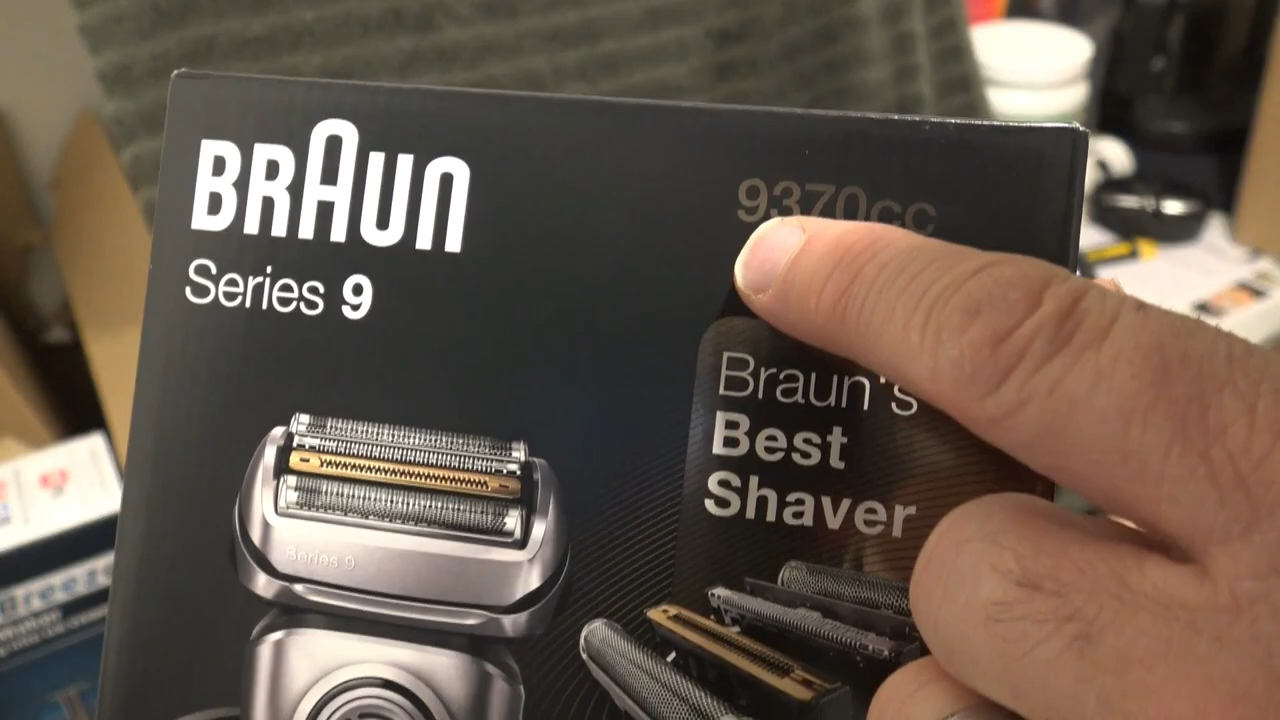 BRAUN
Series 9
9370cc
Braun's
Best
Shaver
Series 9